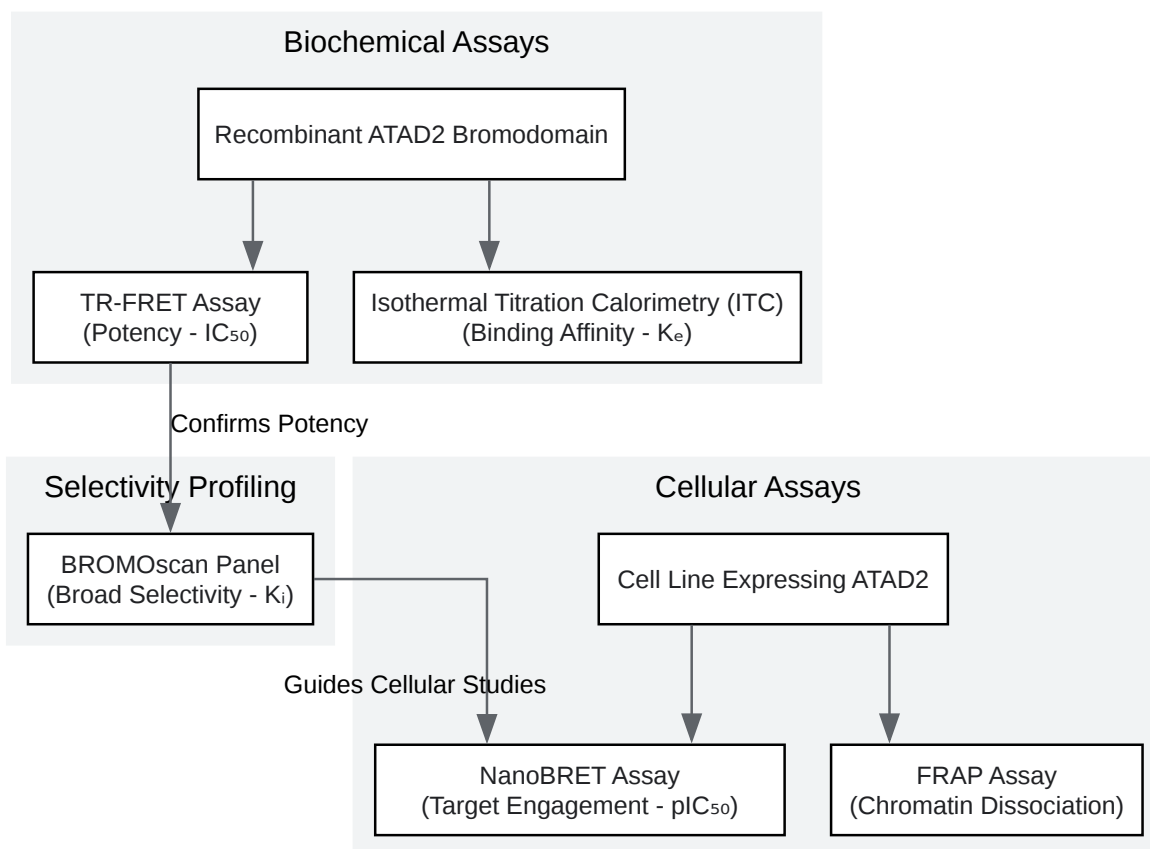 Biochemical Assays
Recombinant ATAD2 Bromodomain
TR-FRET Assay
(Potency - IC₅₀)
Isothermal Titration Calorimetry (ITC)
(Binding Affinity - Kₑ)
Confirms Potency
Selectivity Profiling
BROMOscan Panel
(Broad Selectivity - Kᵢ)
Cellular Assays
Cell Line Expressing ATAD2
Guides Cellular Studies
NanoBRET Assay
(Target Engagement - pIC₅₀)
FRAP Assay
(Chromatin Dissociation)